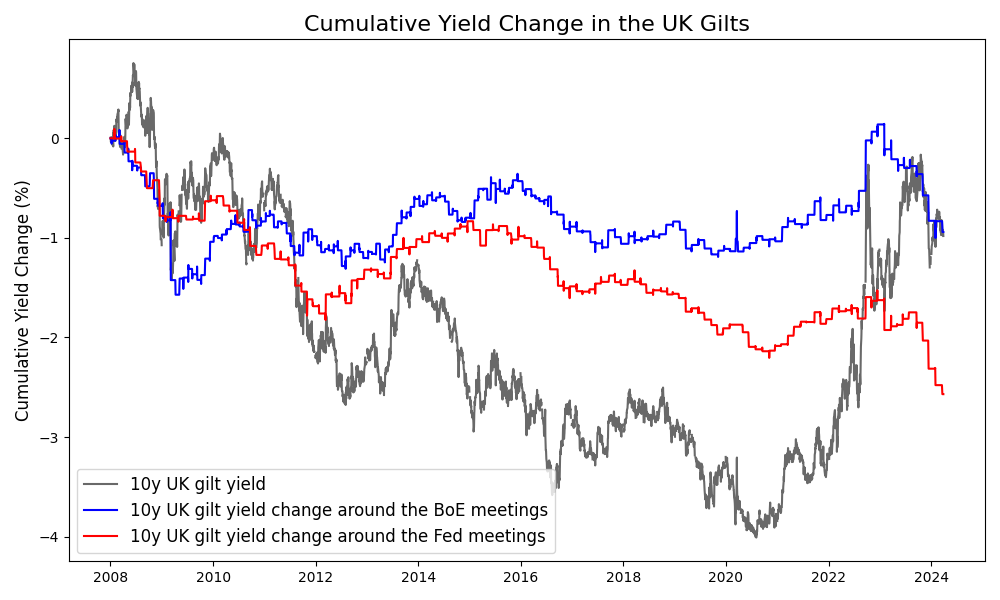 Cumulative Yield Change in the UK Gilts
Cumulative Yield Change (%)
0
−1
−2
−3
−4
10y UK gilt yield
10y UK gilt yield change around the BoE meetings
10y UK gilt yield change around the Fed meetings
2008 2010 2012 2014 2016 2018 2020 2022 2024